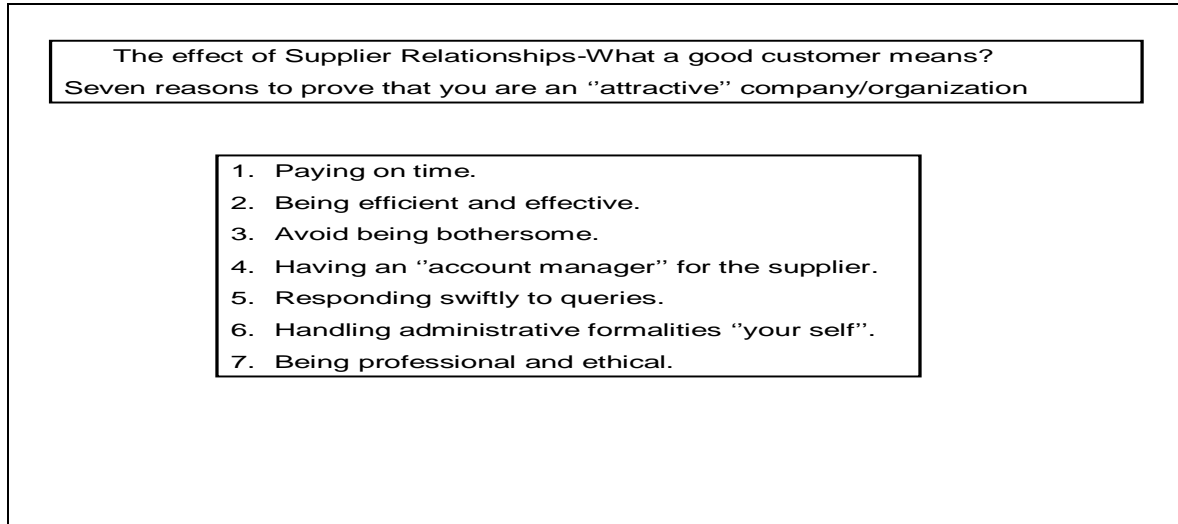 The effect of Supplier Relationships-What a good customer means?
Seven reasons to prove that you are an ‘’attractive’’ company/organization
1. Paying on time.
2. Being efficient and effective.
3. Avoid being bothersome.
4. Having an ‘’account manager’’ for the supplier.
5. Responding swiftly to queries.
6. Handling administrative formalities ‘’your self’’.
7. Being professional and ethical.